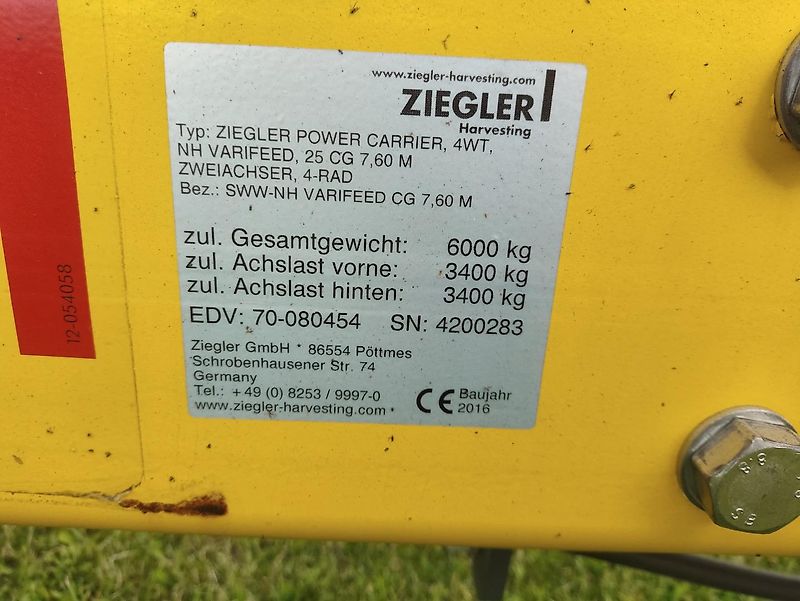 www.ziegler-harvesting.com
ZIEGLER
Harvesting
Typ: ZIEGLER POWER CARRIER, 4WT,
NH VARIFEED, 25 CG 7,60 M
ZWEIACHSER, 4-RAD
Bez.: SWW-NH VARIFEED CG 7,60 M
zul. Gesamtgewicht: 6000 kg
zul. Achslast vorne: 3400 kg
zul. Achslast hinten: 3400 kg
EDV: 70-080454 SN: 4200283
Ziegler GmbH * 86554 Pöttmes
Schrobenhausener Str. 74
Germany
Tel.: +49 (0) 8253 / 9997-0
www.ziegler-harvesting.com
CE Baujahr
2016
12-054058
8.8